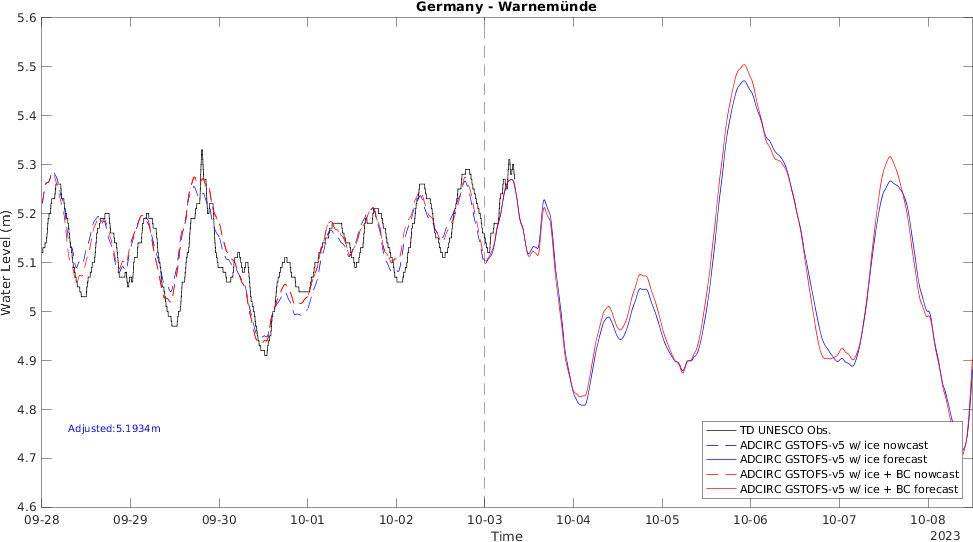 Germany - Warnemünde
5.6
5.5
5.4
5.3
5.2
5.1
5
4.9
4.8
4.7
4.6
Water Level (m)
Adjusted:5.1934m
TD UNESCO Obs.
ADCIRC GSTOFS-v5 w/ ice nowcast
ADCIRC GSTOFS-v5 w/ ice forecast
ADCIRC GSTOFS-v5 w/ ice + BC nowcast
ADCIRC GSTOFS-v5 w/ ice + BC forecast
09-28 09-29 09-30 10-01 10-02 10-03 10-04 10-05 10-06 10-07 10-08
Time
2023